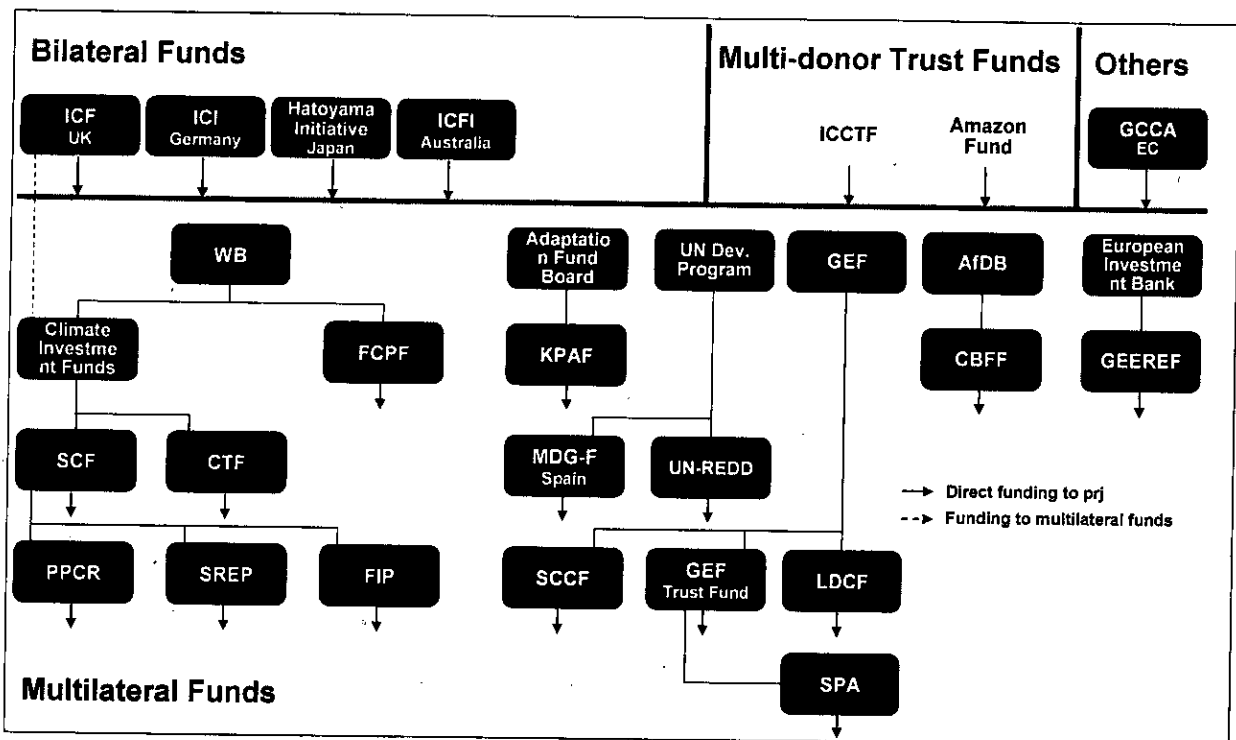 Bilateral Funds
Multi-donor Trust Funds
Others
ICF
UK
ICI
Germany
Hatoyama
Initiative
Japan
ICFI
Australia
ICCTF
Amazon
Fund
GCCA
EC
WB
Adaptatio
n Fund
Board
UN Dev.
Program
GEF
AfDB
European
Investme
nt Bank
Climate
Investme
nt Funds
FCPF
KPAF
CBFF
GEEREF
SCF
CTF
MDG-F
Spain
UN-REDD
Direct funding to prj
Funding to multilateral funds
PPCR
SREP
FIP
SCCF
GEF
Trust Fund
LDCF
SPA
Multilateral Funds